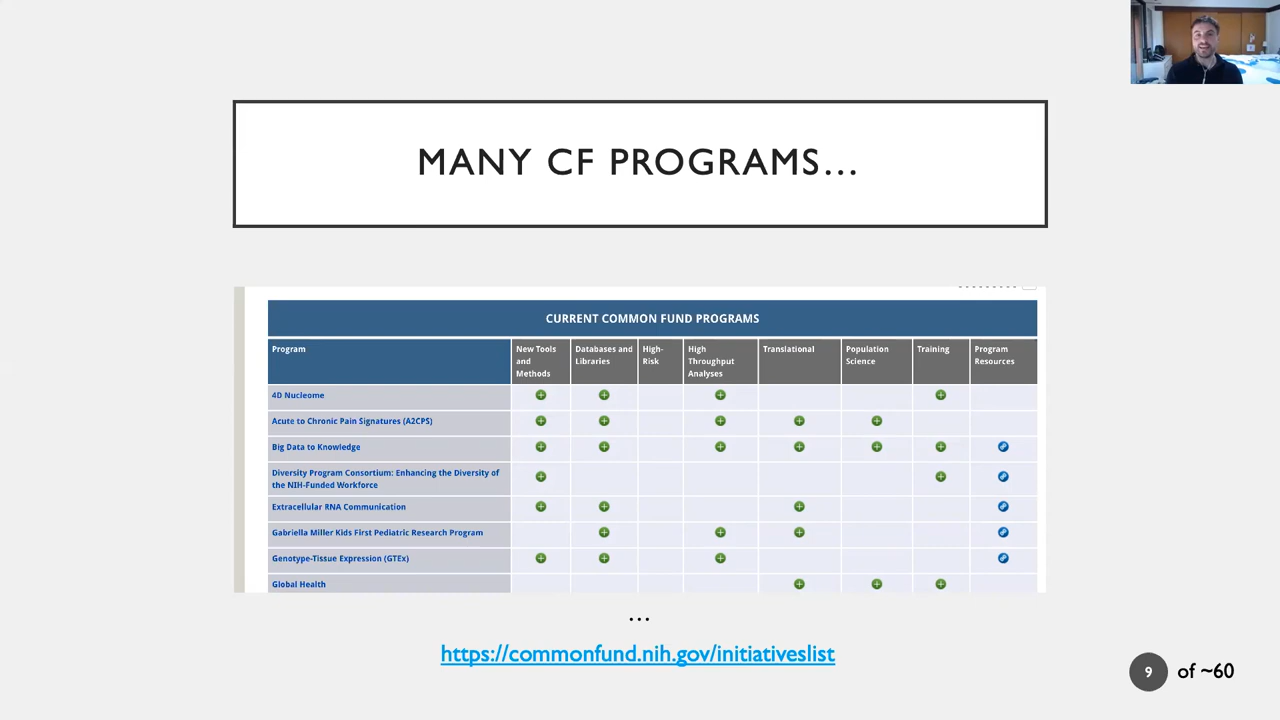 MANY CF PROGRAMS...
CURRENT COMMON FUND PROGRAMS
Program
New Tools
and
Methods
Databases and
Libraries
High-
Risk
High
Throughput
Analyses
Translational
Population
Science
Training
Program
Resources
4D Nucleome
Acute to Chronic Pain Signatures (A2CPS)
Big Data to Knowledge
Diversity Program Consortium: Enhancing the Diversity of
the NIH-Funded Workforce
Extracellular RNA Communication
Gabriella Miller Kids First Pediatric Research Program
Genotype-Tissue Expression (GTEx)
Global Health
...
https://commonfund.nih.gov/initiativeslist
9 of ~60